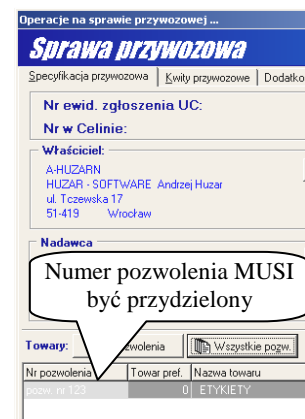 Operacje na sprawie przywozowej ...
Sprawa przywozowa
Specyfikacja przywozowa Kwity przywozowe Dodatko
Nr ewid. zgłoszenia UC:
Nr w Celinie:
Właściciel:
A-HUZARN
HUZAR - SOFTWARE Andrzej Huzar
ul. Tczewska 17
51-419 Wrocław
Nadawca
Numer pozwolenia MUSI
być przydzielony
Towary: zwolenia Wszystkie pozw.
Nr pozwolenia Towar pref. Nazwa towaru
pozw. nr 123 0 ETYKIETY